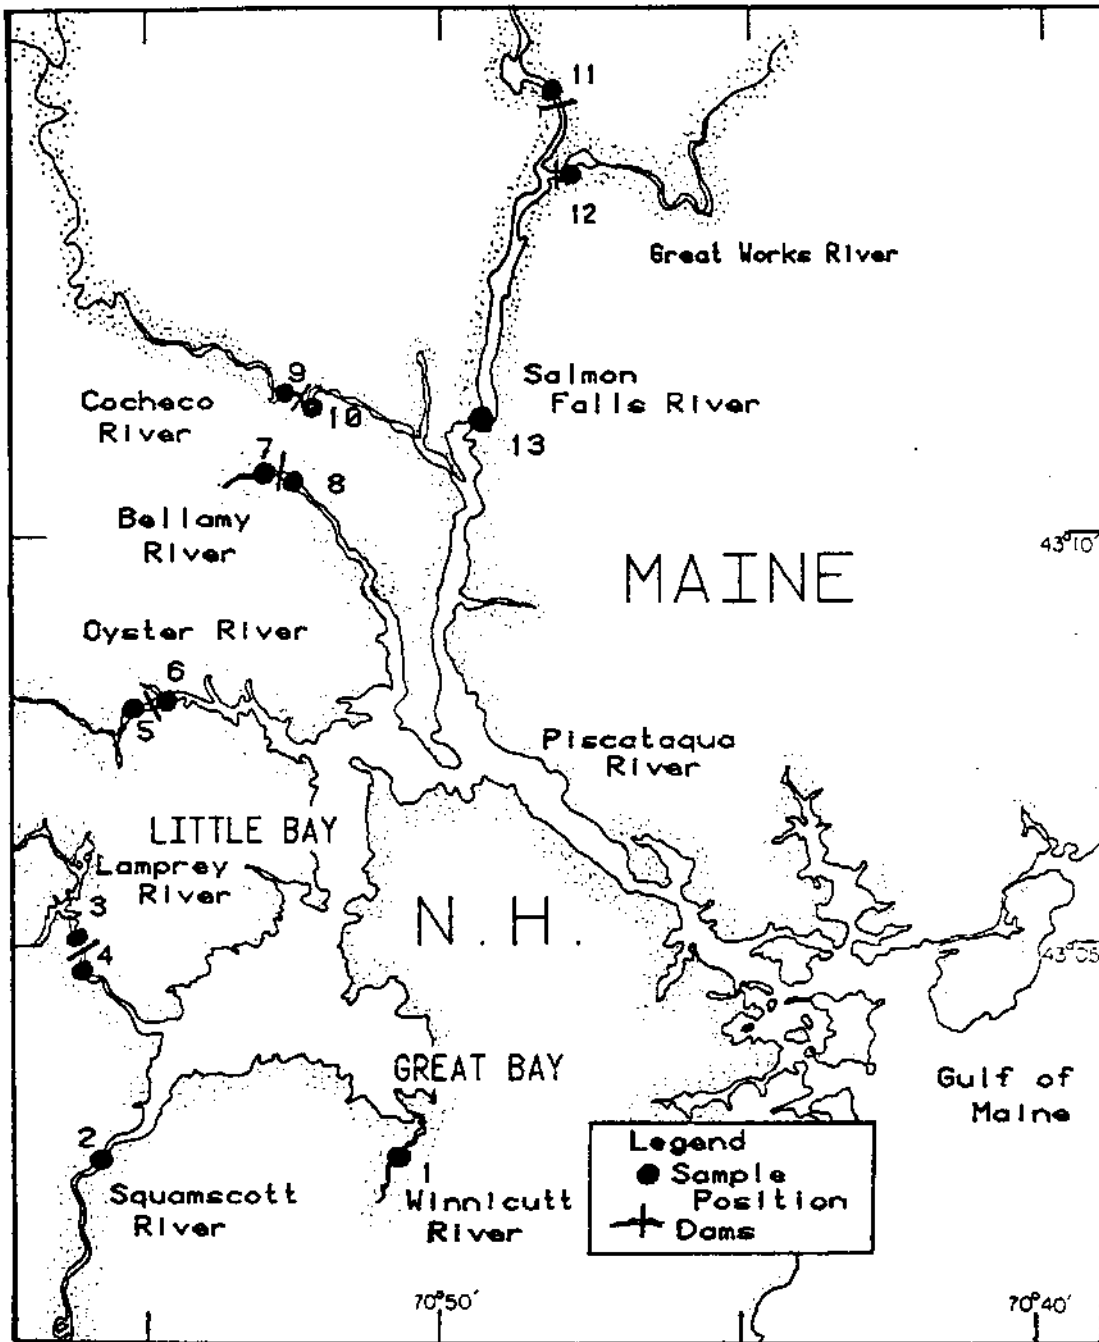 11
12
Great Works River
9
10
Cocheco
River
Salmon
Falls River
13
7
8
Bellamy
River
43°10'
MAINE
Oyster River
6
5
Piscataqua
River
LITTLE BAY
Lamprey
River
3
N.H.
4
43°05'
GREAT BAY
Gulf of
Maine
2
1
Squamscott
River
Winnicutt
River
Legend
Sample
Position
Dams
70°50'
70°40'